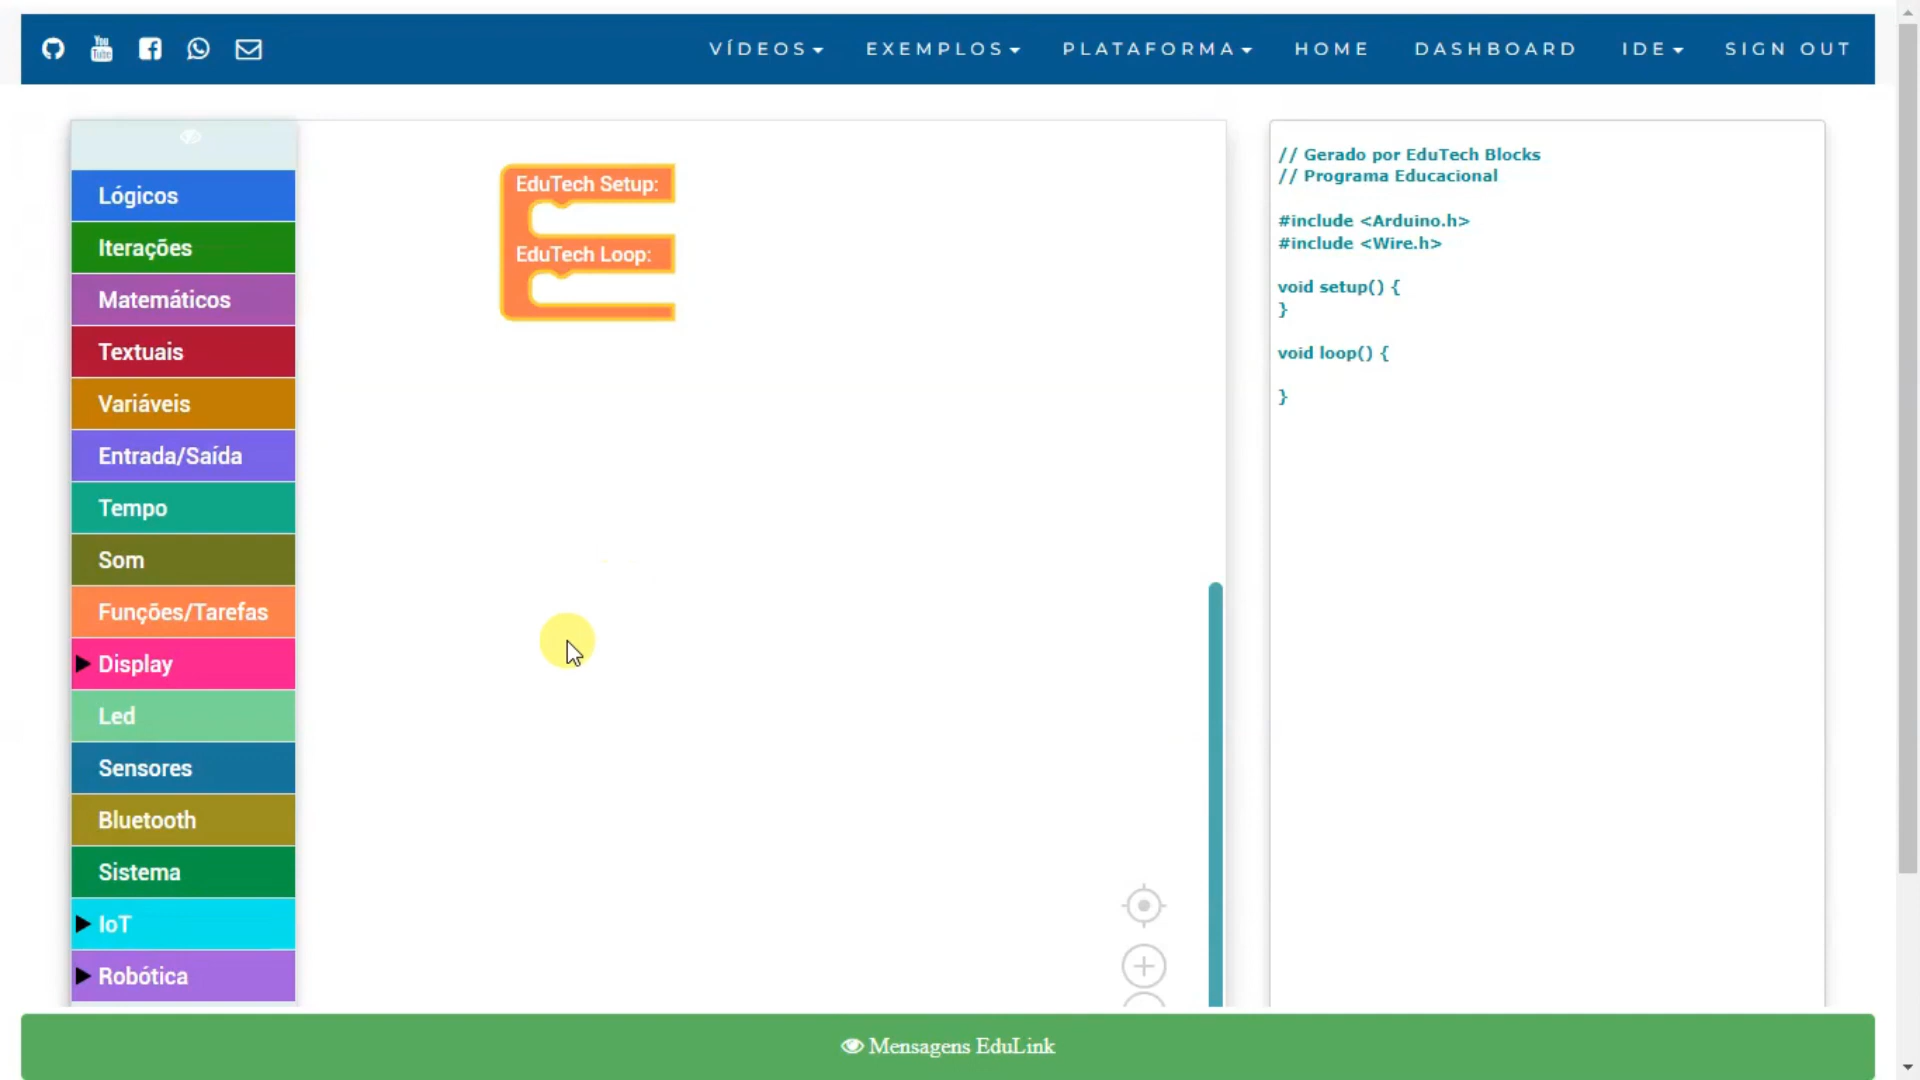 You
Tube
VÍDEOS
EXEMPLOS
PLATAFORMA
HOME
DASHBOARD
IDE
SIGN OUT
Lógicos
Iterações
Matemáticos
Textuais
Variáveis
Entrada/Saída
Tempo
Som
Funções/Tarefas
Display
Led
Sensores
Bluetooth
Sistema
IoT
Robótica
EduTech Setup:
EduTech Loop:
// Gerado por EduTech Blocks
// Programa Educacional
#include <Arduino.h>
#include <Wire.h>
void setup() {
}
void loop() {
}
Mensagens EduLink